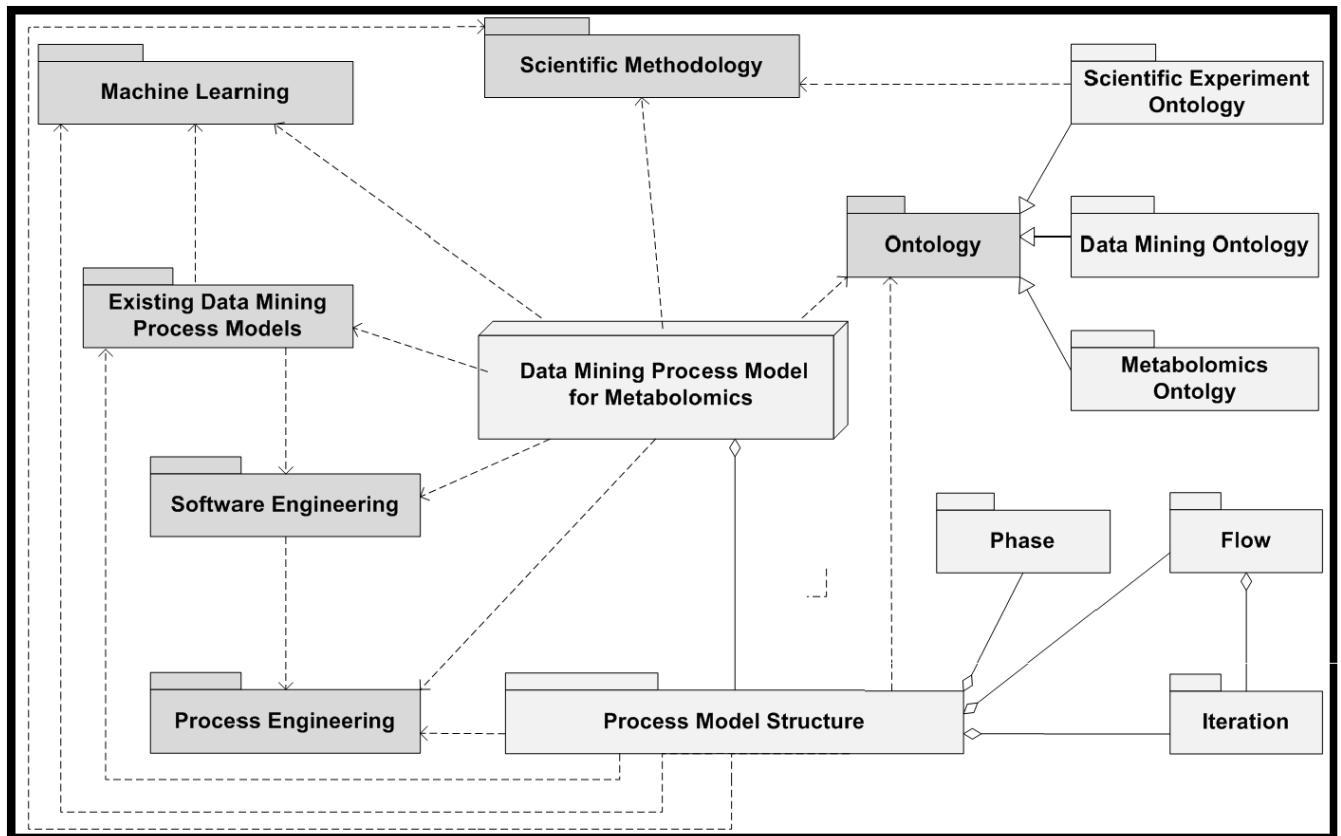 Machine Learning
Scientific Methodology
Scientific Experiment
Ontology
Ontology
Data Mining Ontology
Existing Data Mining
Process Models
Data Mining Process Model
for Metabolomics
Metabolomics
Ontolgy
Software Engineering
Phase
Flow
Process Engineering
Process Model Structure
Iteration